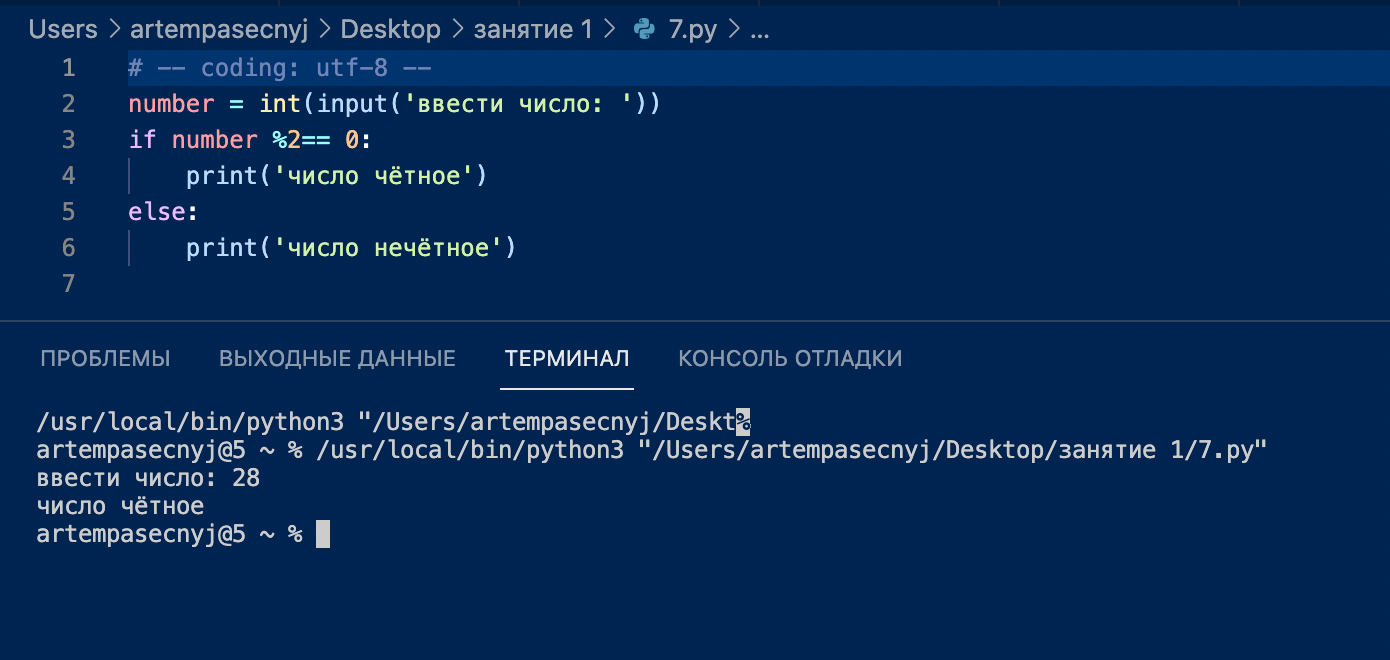 Users > artempasecnyj > Desktop > занятие 1 > 7.py > ...
1 # -- coding: utf-8 --
2 number = int(input('ввести число: '))
3 if number %2== 0:
4     print('число чётное')
5 else:
6     print('число нечётное')
7
ПРОБЛЕМЫ ВЫХОДНЫЕ ДАННЫЕ ТЕРМИНАЛ КОНСОЛЬ ОТЛАДКИ
/usr/local/bin/python3 "/Users/artempasecnyj/Deskt%
artempasecnyj@5 ~ % /usr/local/bin/python3 "/Users/artempasecnyj/Desktop/занятие 1/7.py"
ввести число: 28
число чётное
artempasecnyj@5 ~ %